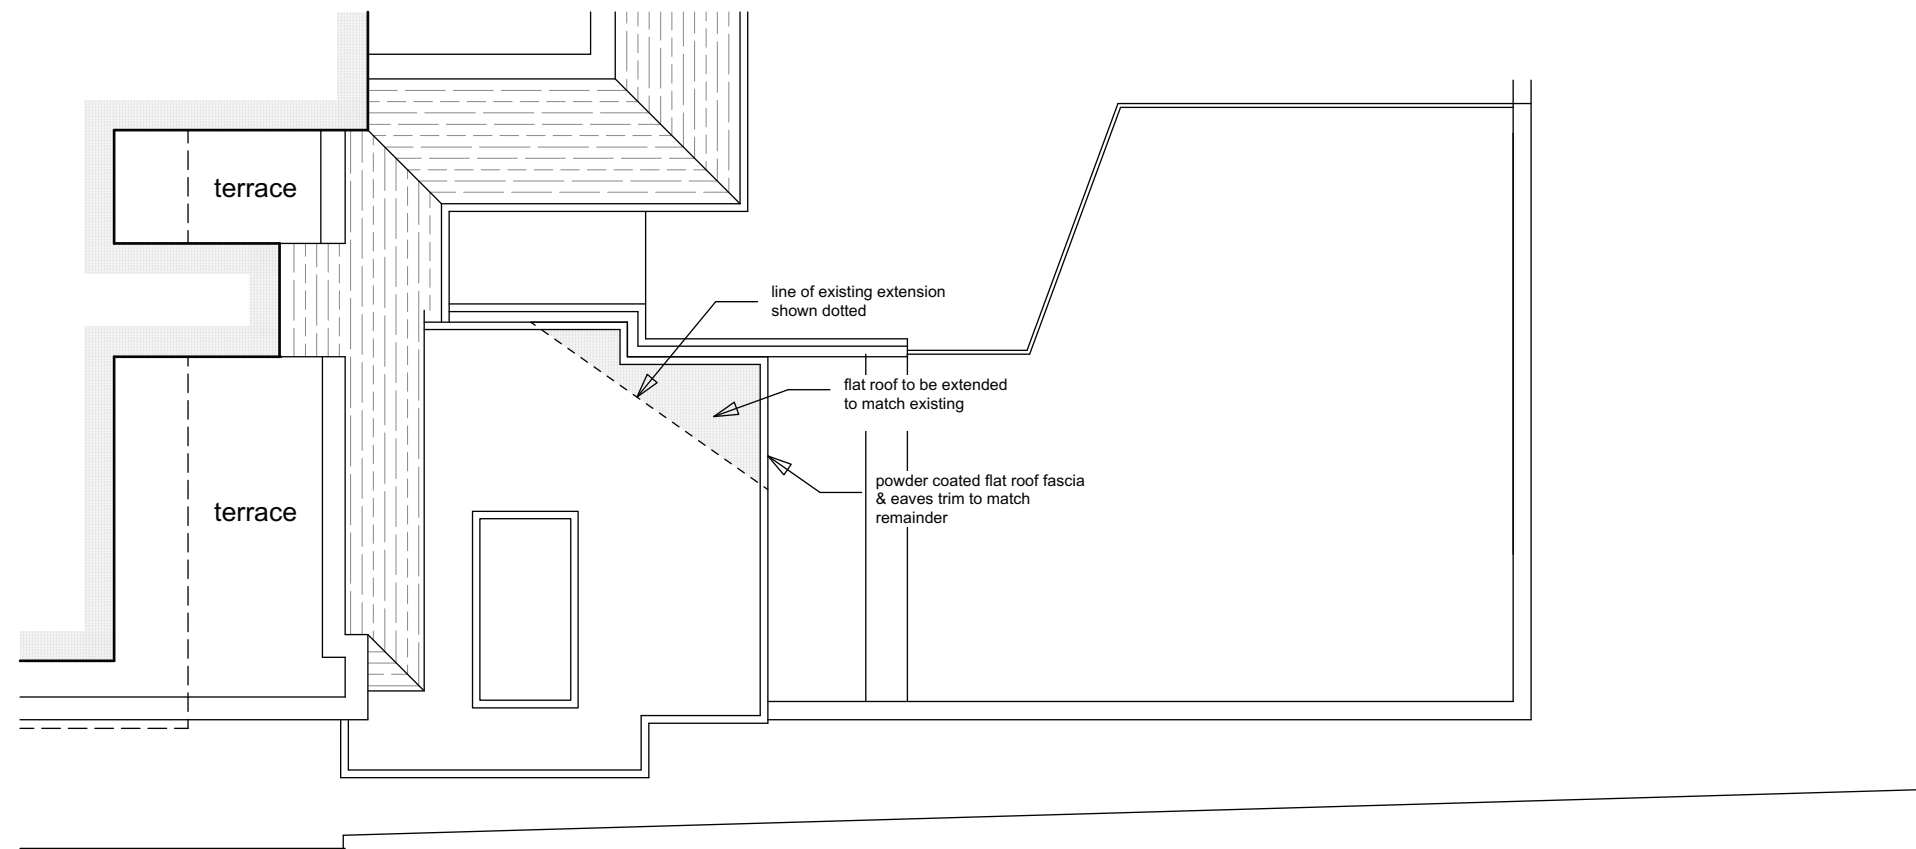 terrace
line of existing extension
shown dotted
flat roof to be extended
to match existing
powder coated flat roof fascia
& eaves trim to match
remainder
terrace